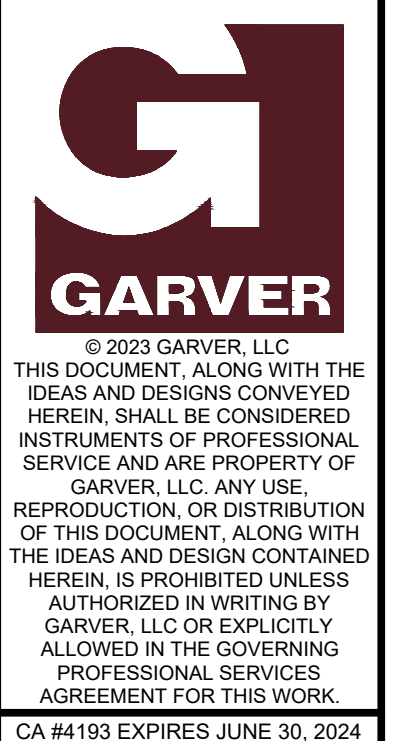 GARVER
© 2023 GARVER, LLC
THIS DOCUMENT, ALONG WITH THE
IDEAS AND DESIGNS CONVEYED
HEREIN, SHALL BE CONSIDERED
INSTRUMENTS OF PROFESSIONAL
SERVICE AND ARE PROPERTY OF
GARVER, LLC. ANY USE,
REPRODUCTION, OR DISTRIBUTION
OF THIS DOCUMENT, ALONG WITH
THE IDEAS AND DESIGN CONTAINED
HEREIN, IS PROHIBITED UNLESS
AUTHORIZED IN WRITING BY
GARVER, LLC OR EXPLICITLY
ALLOWED IN THE GOVERNING
PROFESSIONAL SERVICES
AGREEMENT FOR THIS WORK.
CA #4193 EXPIRES JUNE 30, 2024